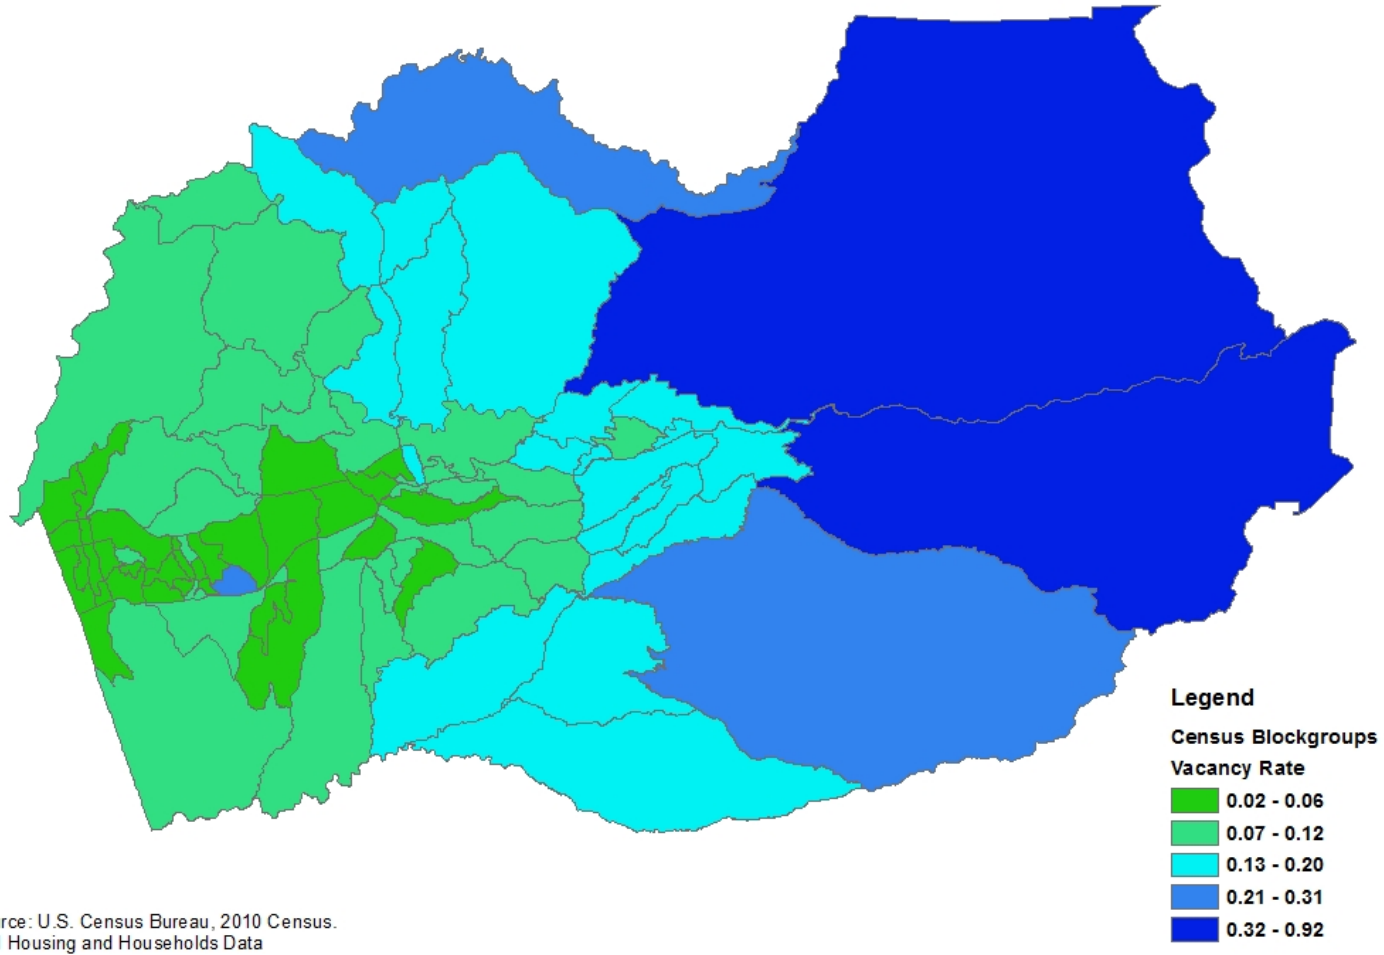 Legend
Census Blockgroups
Vacancy Rate
0.02 - 0.06
0.07 - 0.12
0.13 - 0.20
0.21 - 0.31
0.32 - 0.92
rce: U.S. Census Bureau, 2010 Census.
Housing and Households Data